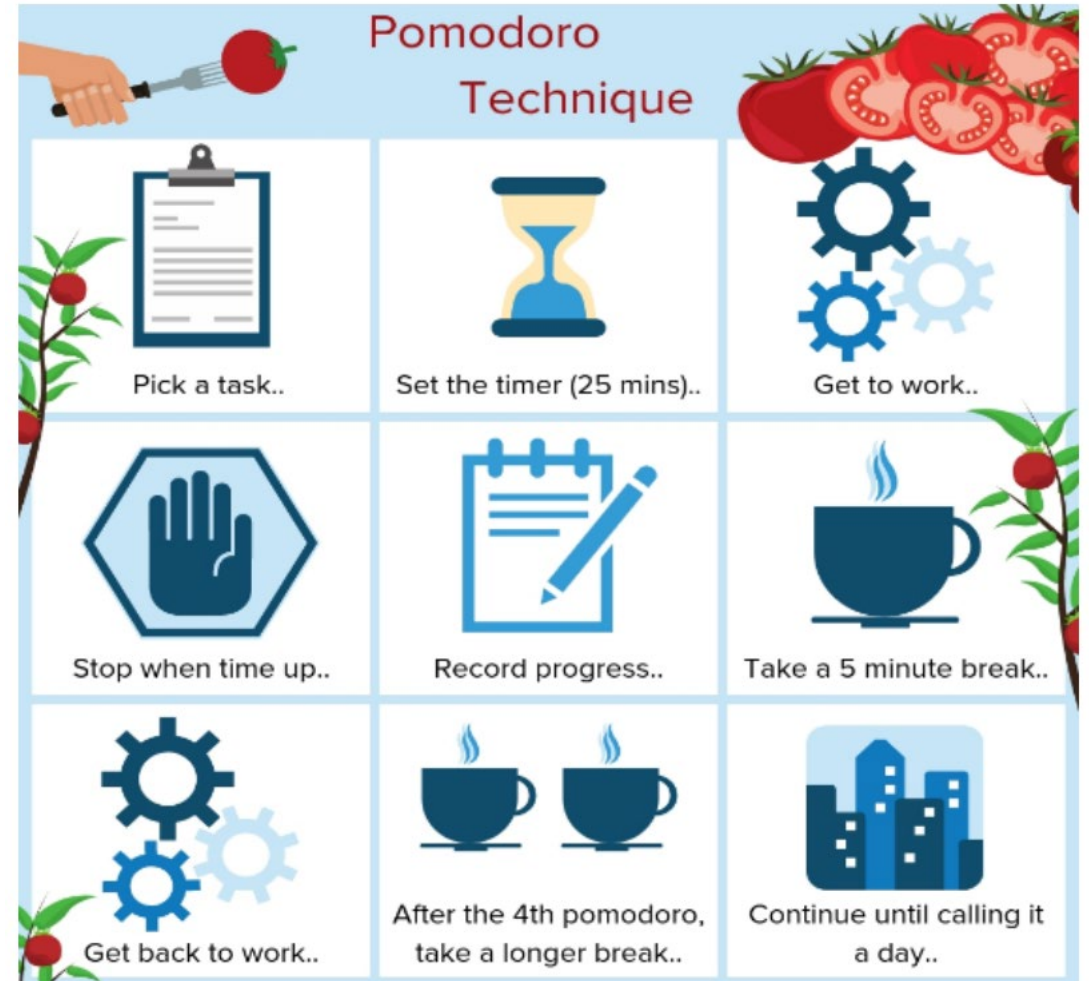 Pomodoro
Technique
Pick a task..
Set the timer (25 mins)..
Get to work..
Stop when time up..
Record progress..
Take a 5 minute break..
Get back to work..
After the 4th pomodoro,
take a longer break..
Continue until calling it
a day..